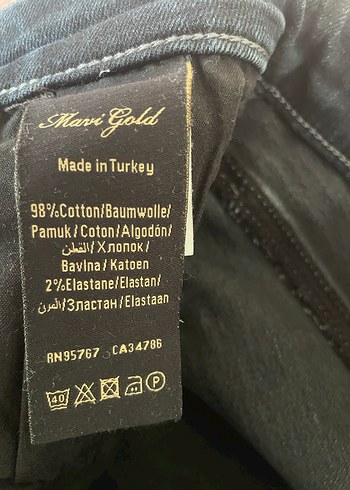 Mavi Gold
Made in Turkey
98%Cotton/Baumwolle/
Pamuk/Coton/Algodón/
القطن/Хлопок/
Bavlna/Katoen
2%Elastane/Elastan/
المرن/Эластан/Elastaan
RN95767 CA34786
40 P